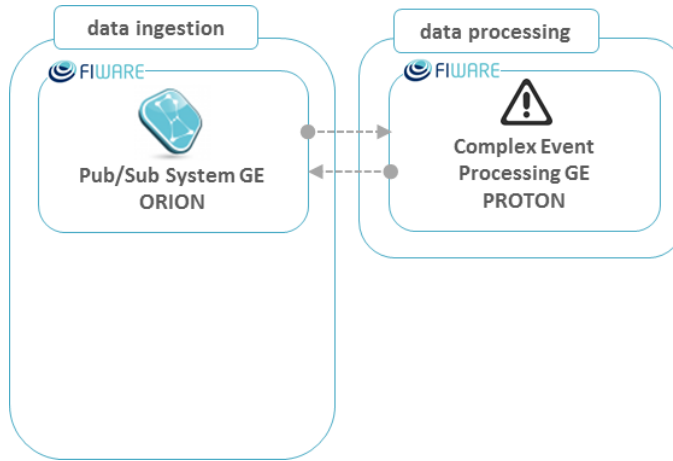 data ingestion
data processing
FIWARE
FIWARE
Pub/Sub System GE
ORION
Complex Event
Processing GE
PROTON